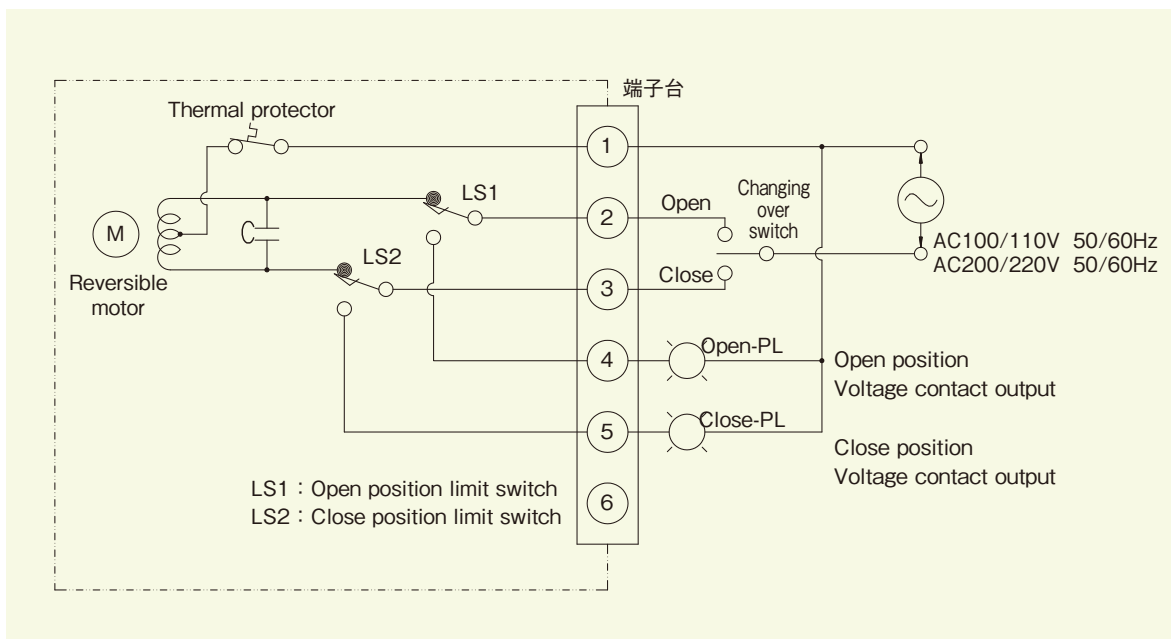 端子台
Thermal protector
1
LS1
2
Open
Changing
over
switch
M
C
LS2
AC100/110V 50/60Hz
AC200/220V 50/60Hz
Close
3
Reversible
motor
4
Open-PL
Open position
Voltage contact output
5
Close-PL
Close position
Voltage contact output
LS1：Open position limit switch
6
LS2：Close position limit switch